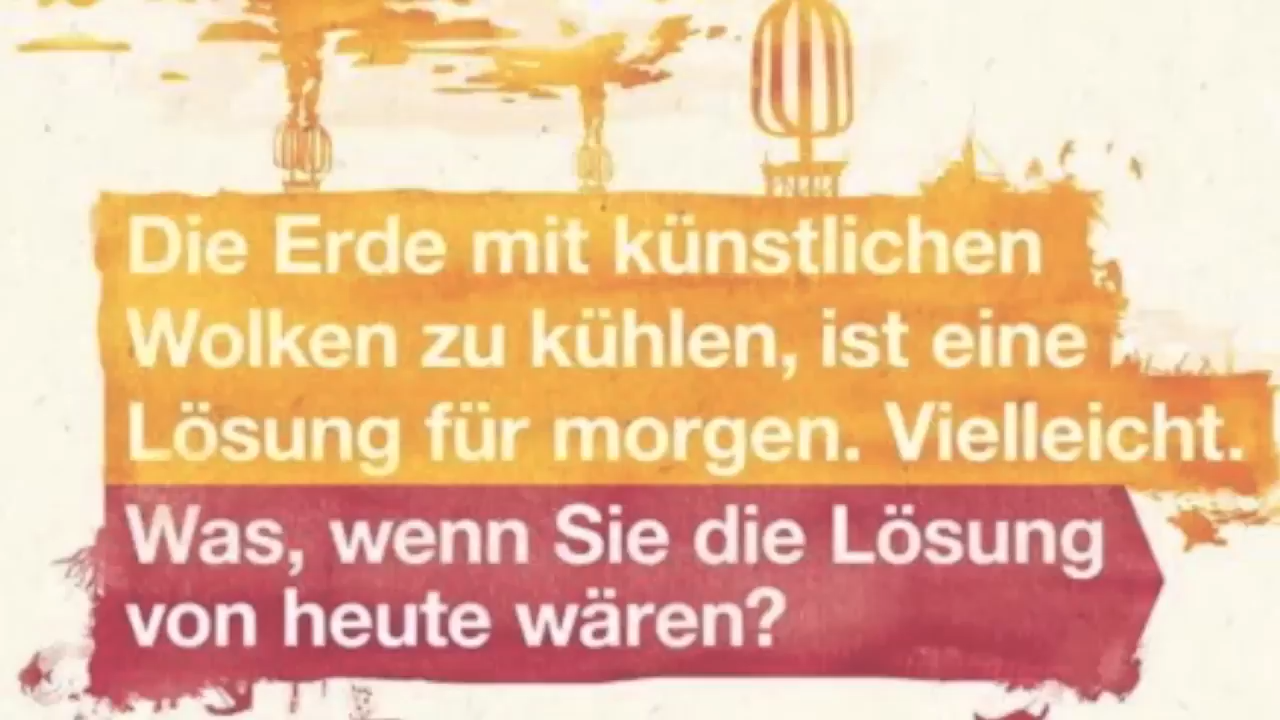 Die Erde mit künstlichen
Wolken zu kühlen, ist eine
Lösung für morgen. Vielleicht.
Was, wenn Sie die Lösung
von heute wären?